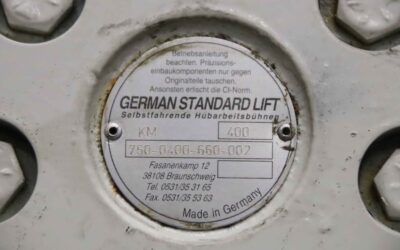 Betriebsanleitung
beachten. Präzisions-
einbaukomponenten nur gegen
Originalteile tauschen.
Ansonsten erlischt die CI-Norm.
GERMAN STANDARD LIFT
Selbstfahrende Hubarbeitsbühnen
KM 400
750-0400-660-002
Fasanenkamp 12
38108 Braunschweig
Tel. 0531/35 31 65
Fax. 0531/35 53 63
Made in Germany